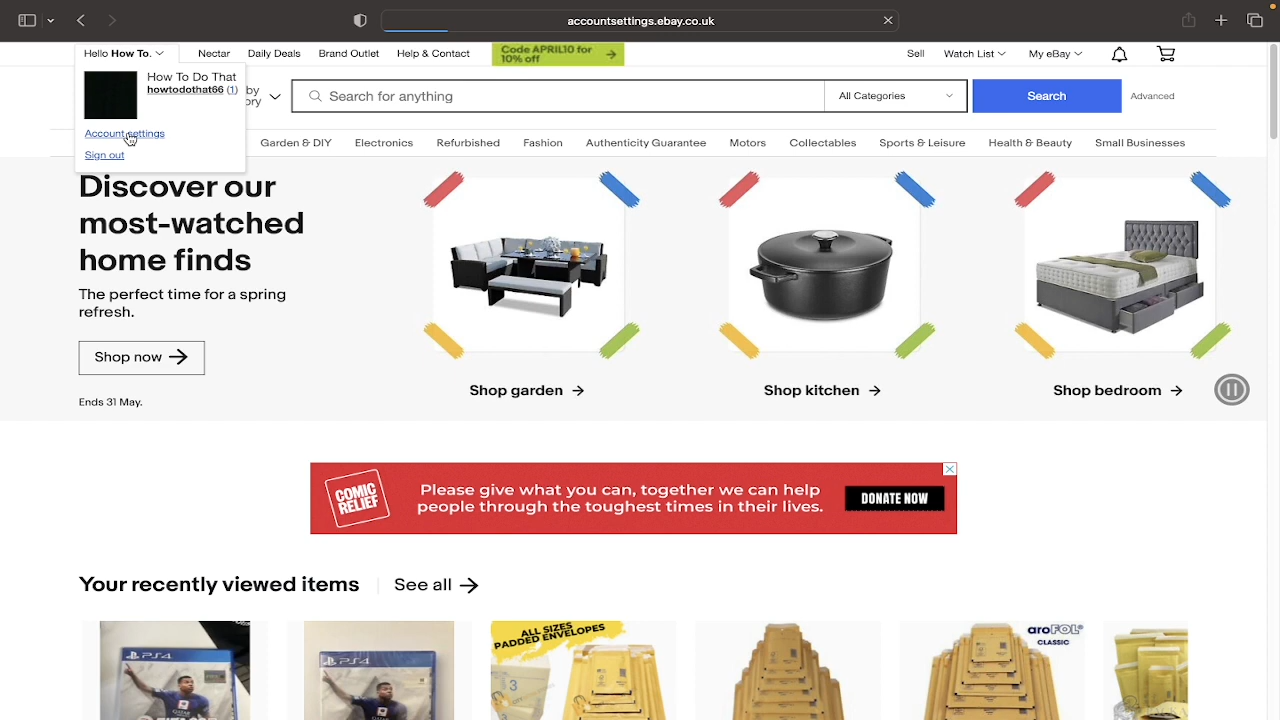 accountsettings.ebay.co.uk
Hello How To.
Nectar
Daily Deals
Brand Outlet
Help & Contact
Code APRIL10 for
10% off
Sell
Watch List
My eBay
How To Do That
howtodothat66 (1)
Account settings
Sign out
by
ory
Search for anything
All Categories
Search
Advanced
Garden & DIY
Electronics
Refurbished
Fashion
Authenticity Guarantee
Motors
Collectables
Sports & Leisure
Health & Beauty
Small Businesses
Discover our
most-watched
home finds
The perfect time for a spring
refresh.
Shop now
Ends 31 May.
Shop garden
Shop kitchen
Shop bedroom
COMIC
RELIEF
Please give what you can, together we can help
people through the toughest times in their lives.
DONATE NOW
Your recently viewed items
See all
PS4
PS4
ALL SIZES
PADDED ENVELOPES
3
aroFOL®
CLASSIC